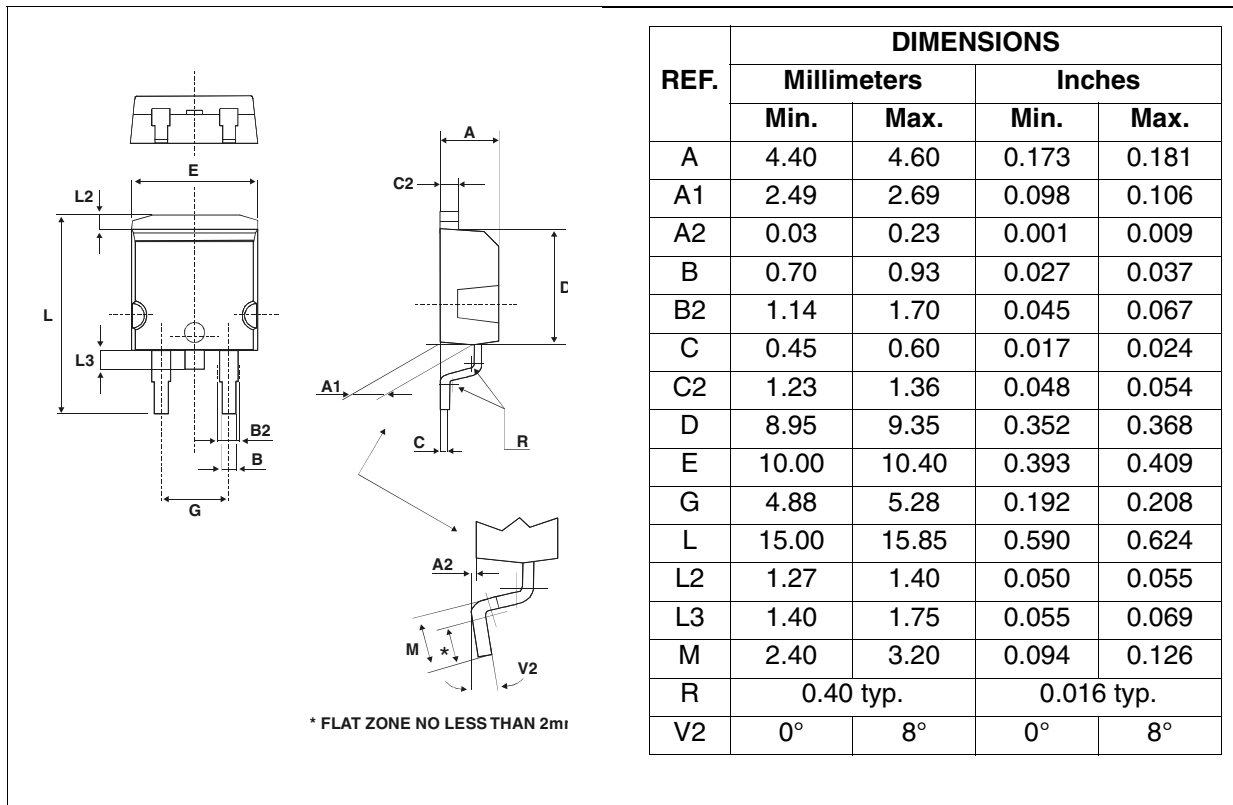 A
E
C2
L2
D
L
L3
A1
B2
C
R
B
G
A2
M
*
V2
* FLAT ZONE NO LESS THAN 2m
REF. DIMENSIONS
Millimeters Inches
Min. Max. Min. Max.
A 4.40 4.60 0.173 0.181
A1 2.49 2.69 0.098 0.106
A2 0.03 0.23 0.001 0.009
B 0.70 0.93 0.027 0.037
B2 1.14 1.70 0.045 0.067
C 0.45 0.60 0.017 0.024
C2 1.23 1.36 0.048 0.054
D 8.95 9.35 0.352 0.368
E 10.00 10.40 0.393 0.409
G 4.88 5.28 0.192 0.208
L 15.00 15.85 0.590 0.624
L2 1.27 1.40 0.050 0.055
L3 1.40 1.75 0.055 0.069
M 2.40 3.20 0.094 0.126
R 0.40 typ. 0.016 typ.
V2 0° 8° 0° 8°